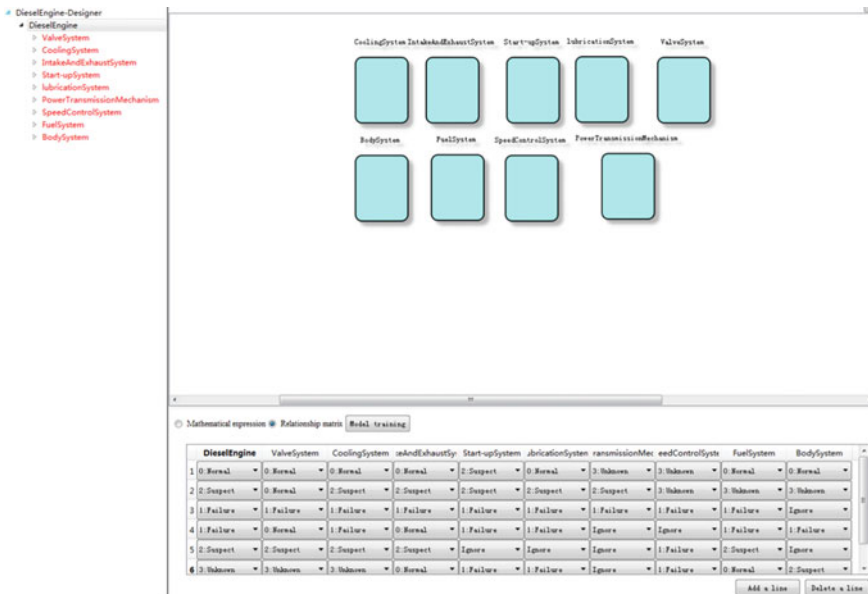 DieselEngine-Designer
DieselEngine
ValveSystem
CoolingSystem
IntakeAndExhaustSystem
Start-upSystem
lubricationSystem
PowerTransmissionMechanism
SpeedControlSystem
FuelSystem
BodySystem
CoolingSystem IntakeAndExhaustSystem Start-upSystem lubricationSystem ValveSystem
BodySystem FuelSystem SpeedControlSystem PowerTransmissionMechanism
Mathematical expression Relationship matrix Model training
DieselEngine ValveSystem CoolingSystem keAndExhaustSy Start-upSystem ubricationSystem ransmissionMec eedControlSyste FuelSystem BodySystem
1 0:Normal 0:Normal 0:Normal 0:Normal 2:Suspect 0:Normal 3:Unknown 3:Unknown 0:Normal 0:Normal
2 2:Suspect 0:Normal 2:Suspect 2:Suspect 2:Suspect 2:Suspect 2:Suspect 3:Unknown 3:Unknown 3:Unknown
3 1:Failure 1:Failure 1:Failure 1:Failure 1:Failure 1:Failure 1:Failure 1:Failure 1:Failure Ignore
4 1:Failure 0:Normal 1:Failure 0:Normal 1:Failure 1:Failure Ignore Ignore 1:Failure 1:Failure
5 2:Suspect 2:Suspect 2:Suspect 2:Suspect Ignore Ignore Ignore 1:Failure 2:Suspect Ignore
6 3:Unknown 3:Unknown 3:Unknown 0:Normal 1:Failure 1:Failure Ignore 1:Failure 0:Normal 2:Suspect
Add a line Delete a line